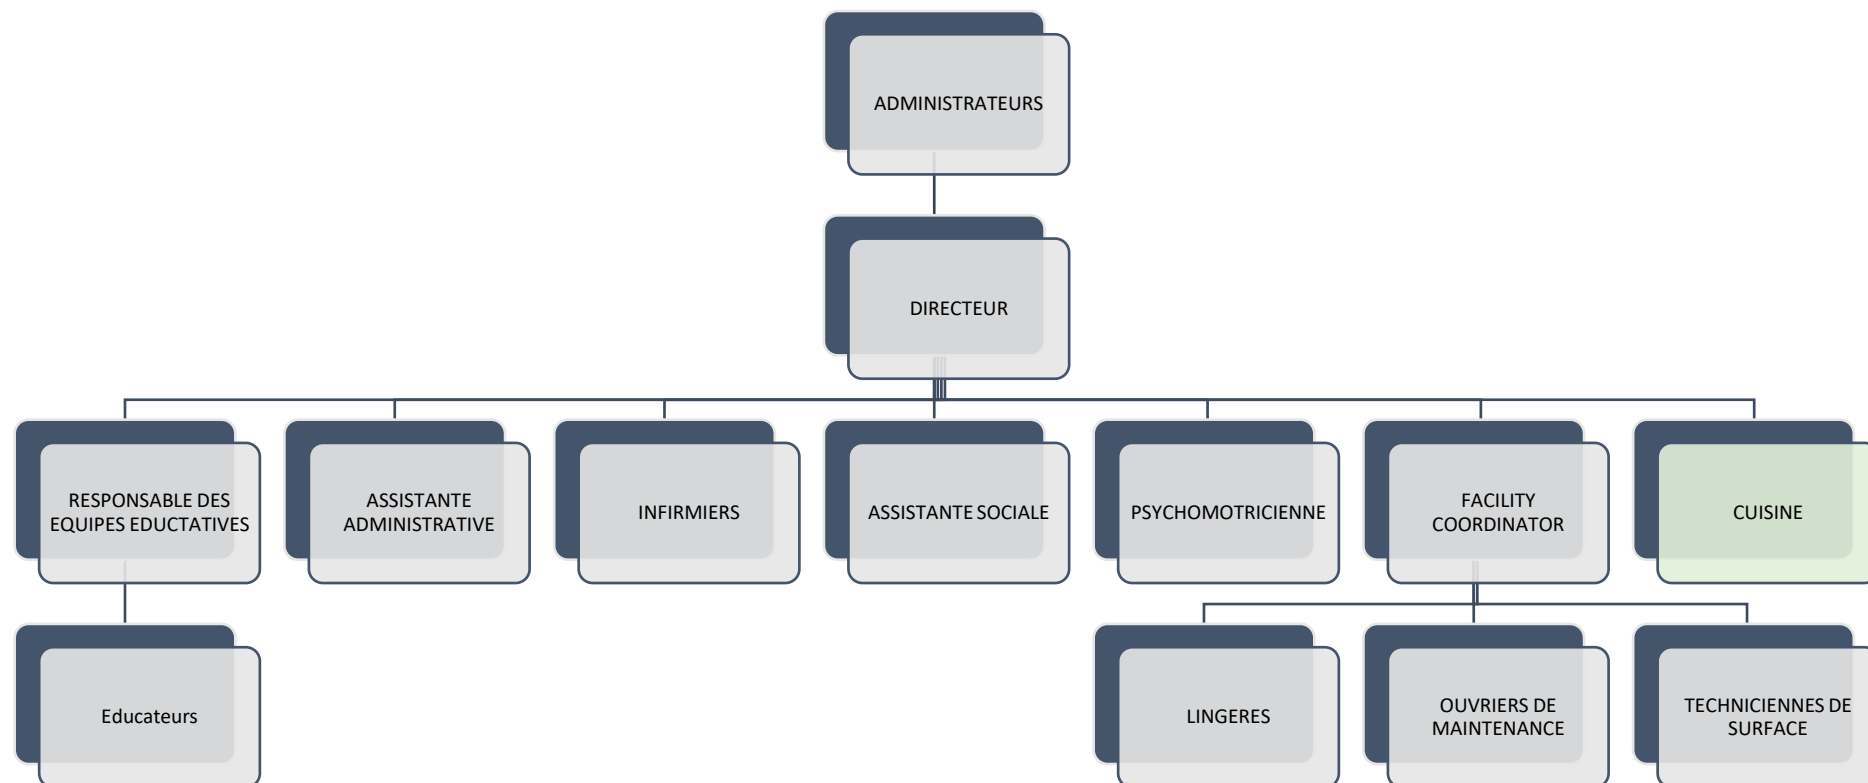 ADMINISTRATEURS
DIRECTEUR
RESPONSABLE DES
EQUIPES EDUCTATIVES
ASSISTANTE
ADMINISTRATIVE
INFIRMIERS
ASSISTANTE SOCIALE
PSYCHOMOTRICIENNE
FACILITY
COORDINATOR
CUISINE
Educateurs
LINGERES
OUVRIERS DE
MAINTENANCE
TECHNICIENNES DE
SURFACE